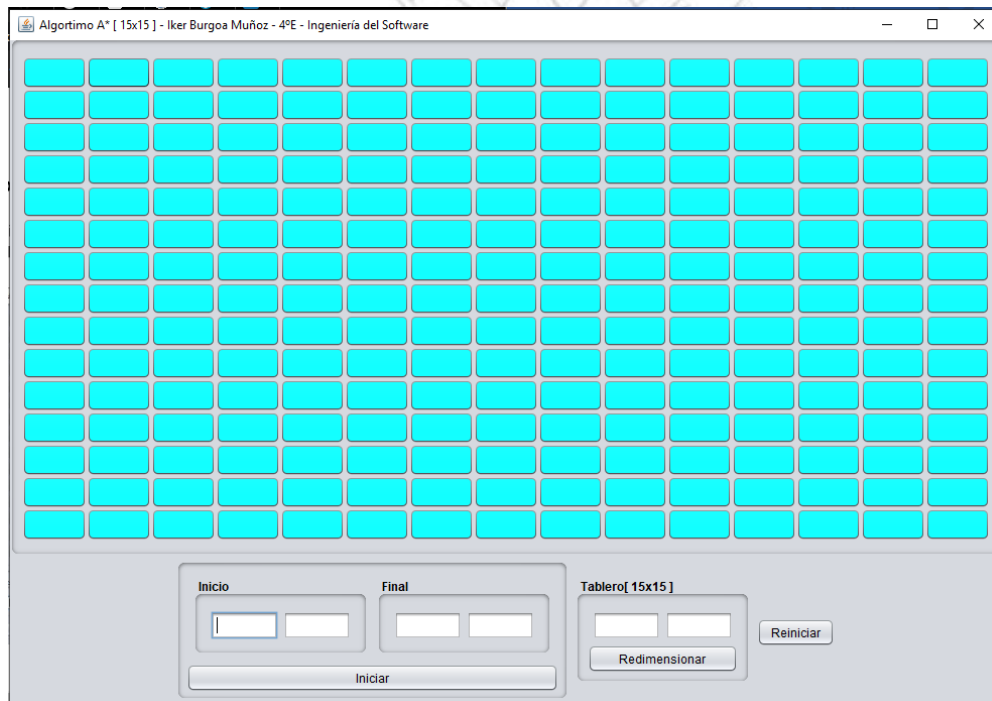 Algortimo A* [ 15x15 ] - Iker Burgoa Muñoz - 4ºE - Ingeniería del Software
Inicio
Final
Tablero[ 15x15 ]
Reiniciar
Redimensionar
Iniciar